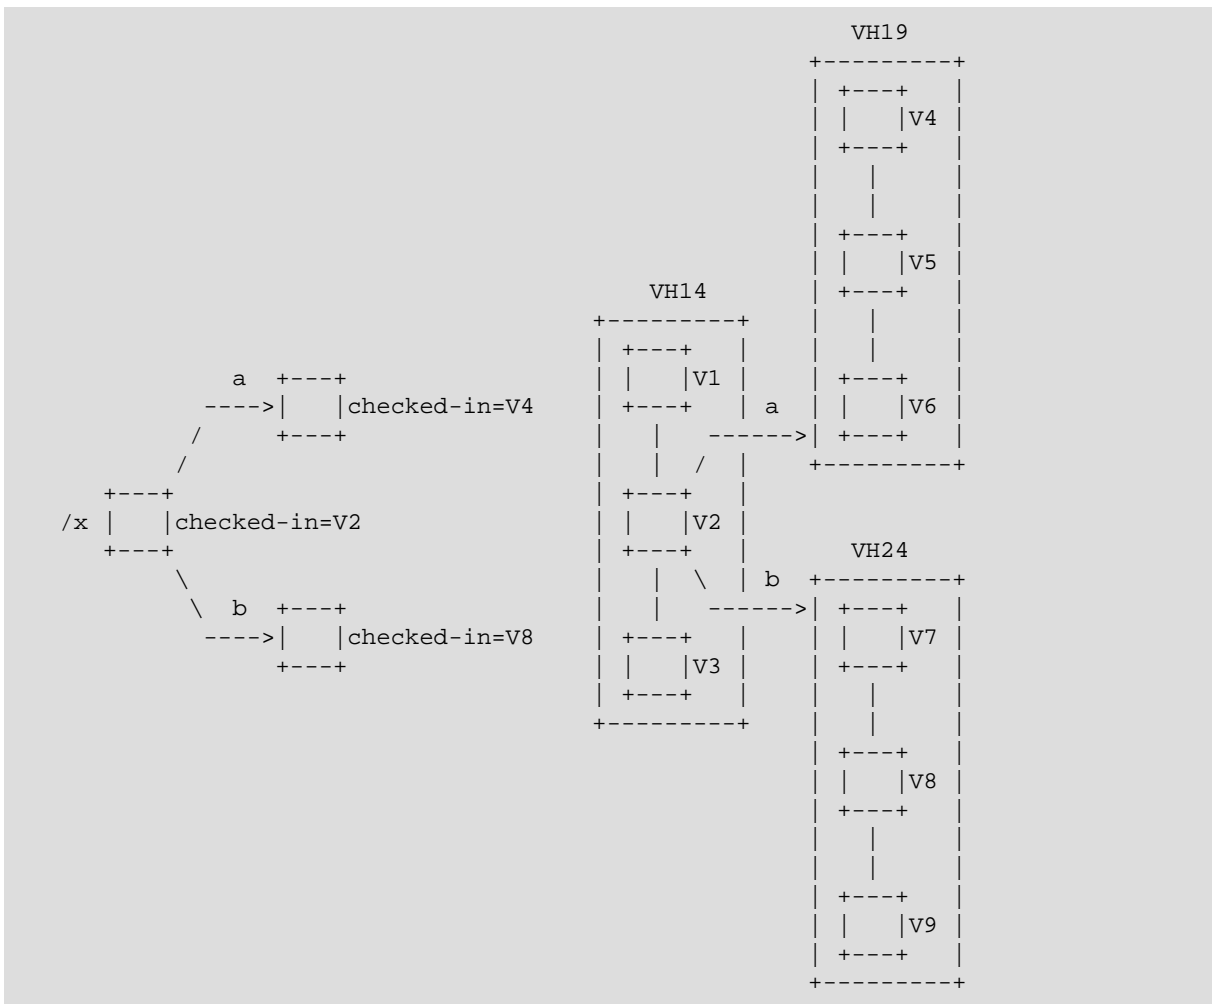 VH19
V4
V5
VH14
V1
a
checked-in=V4
a
V6
/x
checked-in=V2
V2
VH24
b
b
checked-in=V8
V7
V3
V8
V9